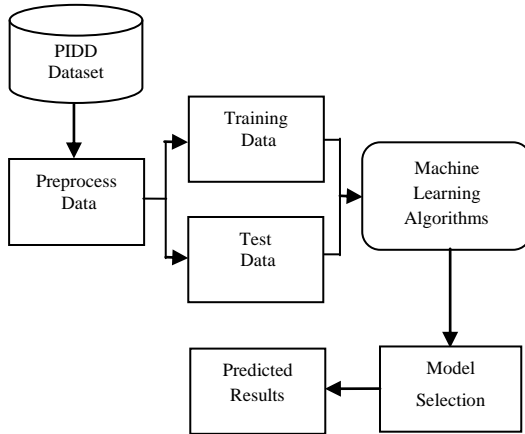 PIDD
Dataset
Preprocess
Data
Training
Data
Test
Data
Machine
Learning
Algorithms
Model
Selection
Predicted
Results